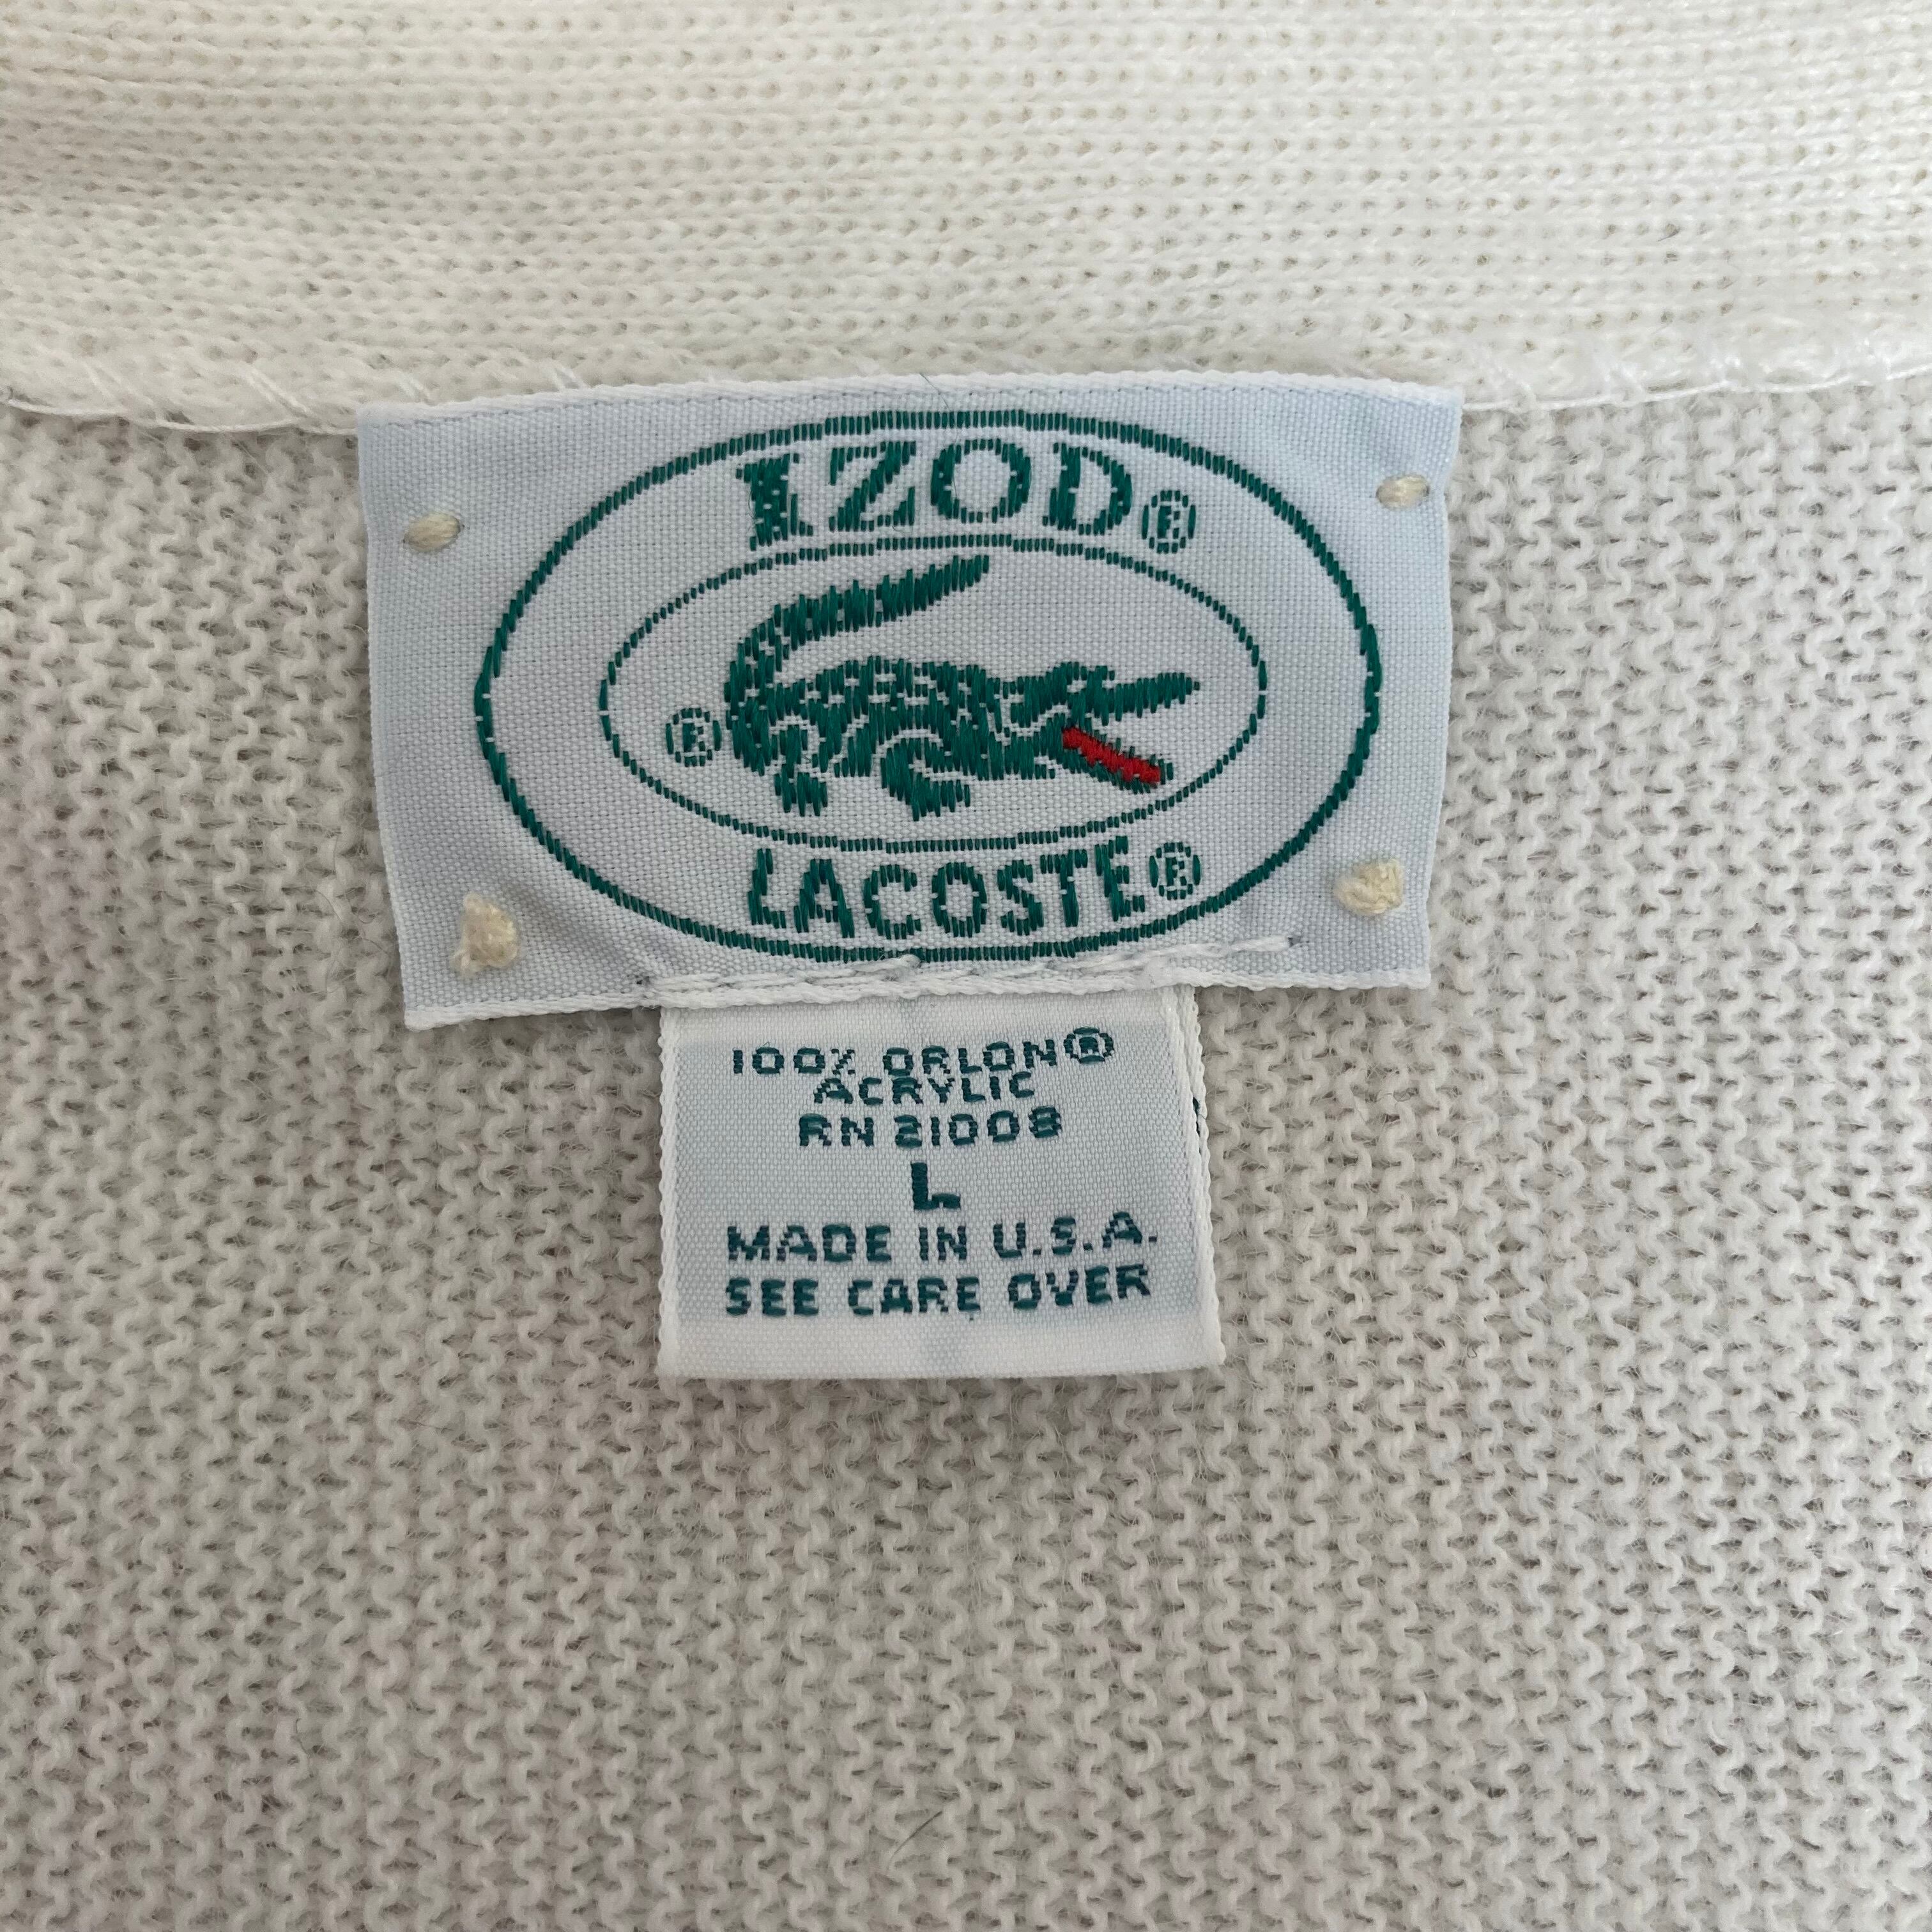 IZOD®
®
LACOSTE®
100% ORLON®
ACRYLIC
RN 21008
L
MADE IN U.S.A.
SEE CARE OVER